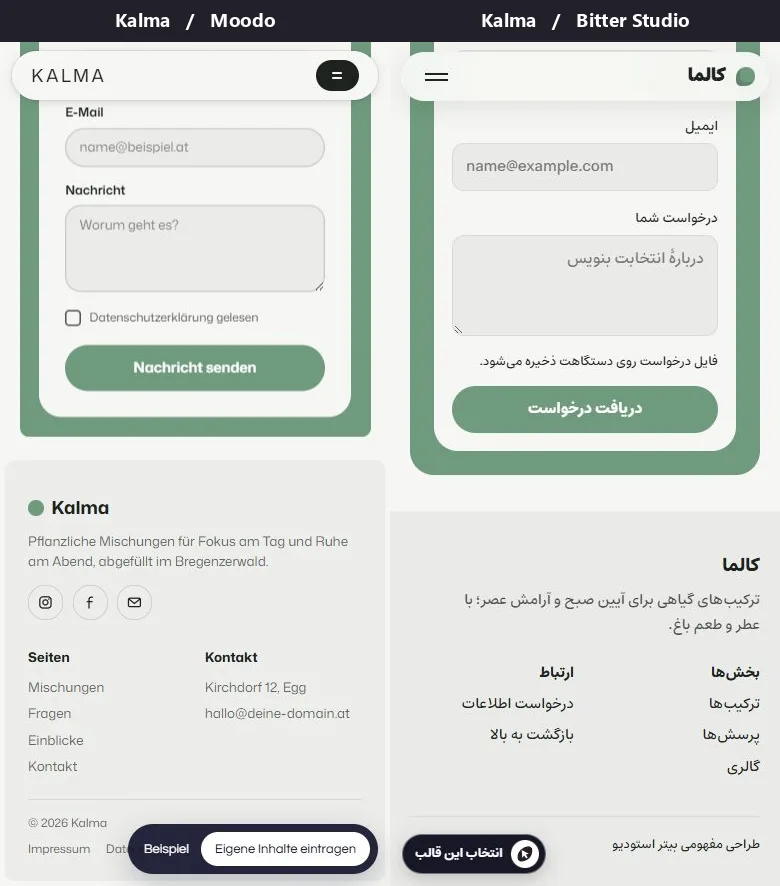 Kalma / Moodo
KALMA
E-Mail
name@beispiel.at
Nachricht
Worum geht es?
Datenschutzerklärung gelesen
Nachricht senden
Kalma
Pflanzliche Mischungen für Fokus am Tag und Ruhe
am Abend, abgefüllt im Bregenzerwald.
Seiten
Mischungen
Fragen
Einblicke
Kontakt
Kontakt
Kirchdorf 12, Egg
hallo@deine-domain.at
© 2026 Kalma
Impressum
Beispiel
Eigene Inhalte eintragen
Kalma / Bitter Studio
کالما
ایمیل
name@example.com
درخواست شما
دربارهٔ انتخابت بنویس
فایل درخواست روی دستگاهت ذخیره می‌شود.
دریافت درخواست
کالما
ترکیب‌های گیاهی برای آیین صبح و آرامش عصر؛ با
عطر و طعم باغ.
بخش‌ها
ترکیب‌ها
پرسش‌ها
گالری
ارتباط
درخواست اطلاعات
بازگشت به بالا
طراحی مفهومی بیتر استودیو
انتخاب این قالب